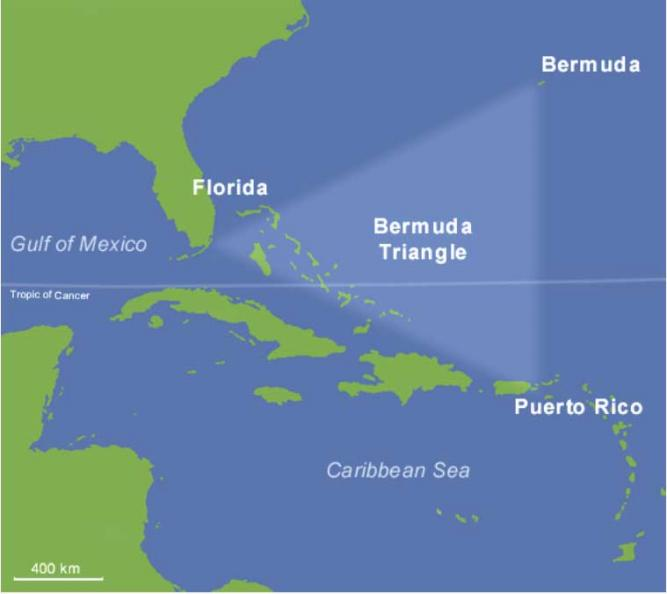 Bermuda
Florida
Bermuda
Triangle
Gulf of Mexico
Tropic of Cancer
Puerto Rico
Caribbean Sea
400 km